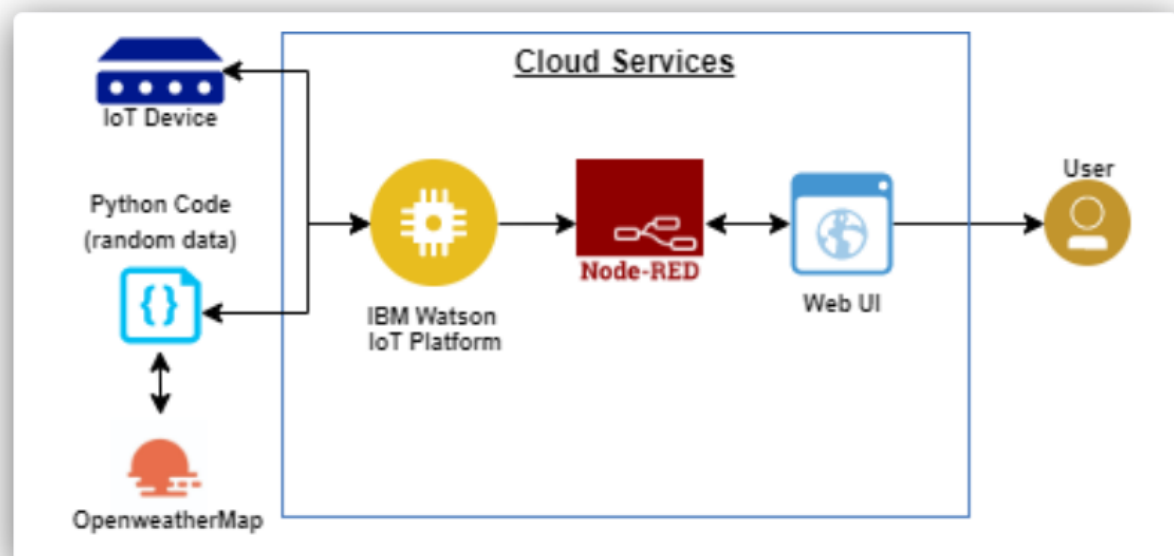 Cloud Services
IoT Device
Python Code
(random data)
OpenweatherMap
IBM Watson
IoT Platform
Node-RED
Web UI
User